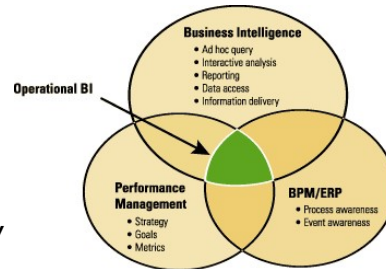 Business Intelligence
• Ad hoc query
• Interactive analysis
• Reporting
• Data access
• Information delivery
Operational BI
Performance
Management
• Strategy
• Goals
• Metrics
BPM/ERP
• Process awareness
• Event awareness